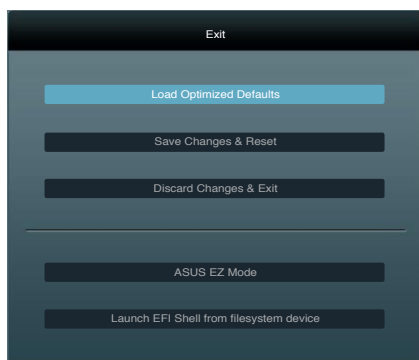 Exit
Load Optimized Defaults
Save Changes & Reset
Discard Changes & Exit
ASUS EZ Mode
Launch EFI Shell from filesystem device